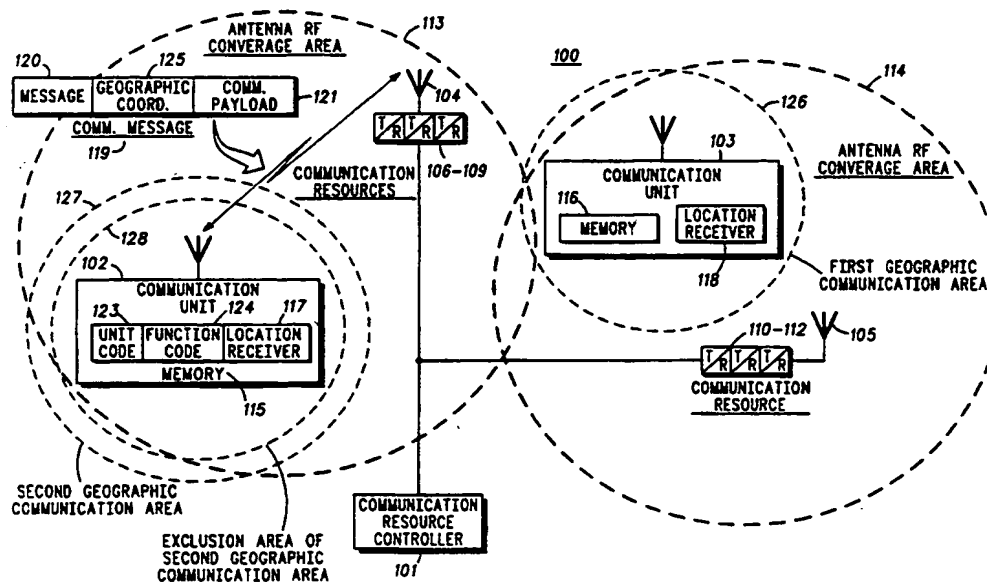 113
ANTENNA RF
CONVERAGE AREA
120
125
MESSAGE
GEOGRAPHIC
COORD.
COMM.
PAYLOAD
121
COMM. MESSAGE
119
104
T/R T/R T/R
106-109
COMMUNICATION
RESOURCES
127
128
102
COMMUNICATION
UNIT
123
124
117
UNIT
CODE
FUNCTION
CODE
LOCATION
RECEIVER
MEMORY
115
SECOND GEOGRAPHIC
COMMUNICATION AREA
EXCLUSION AREA OF
SECOND GEOGRAPHIC
COMMUNICATION AREA
COMMUNICATION
RESOURCE
CONTROLLER
101
100
114
126
103
ANTENNA RF
CONVERAGE AREA
COMMUNICATION
UNIT
116
MEMORY
LOCATION
RECEIVER
118
FIRST GEOGRAPHIC
COMMUNICATION AREA
110-112
T/R T/R T/R
105
COMMUNICATION
RESOURCE